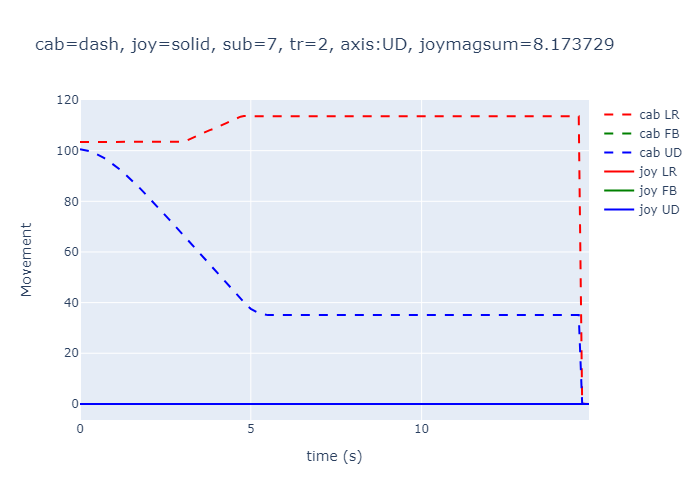 cab=dash, joy=solid, sub=7, tr=2, axis:UD, joymagsum=8.173729
120
100
80
60
40
20
0
Movement
0 5 10
time (s)
cab LR
cab FB
cab UD
joy LR
joy FB
joy UD